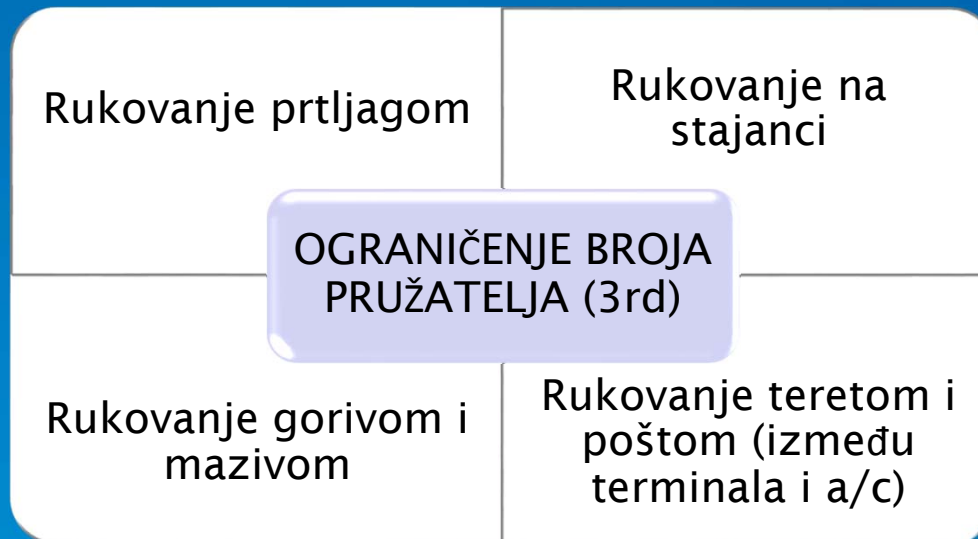 Rukovanje prtljagom
Rukovanje na
stajanci
OGRANIČENJE BROJA
PRUŽATELJA (3rd)
Rukovanje gorivom i
mazivom
Rukovanje teretom i
poštom (između
terminala i a/c)